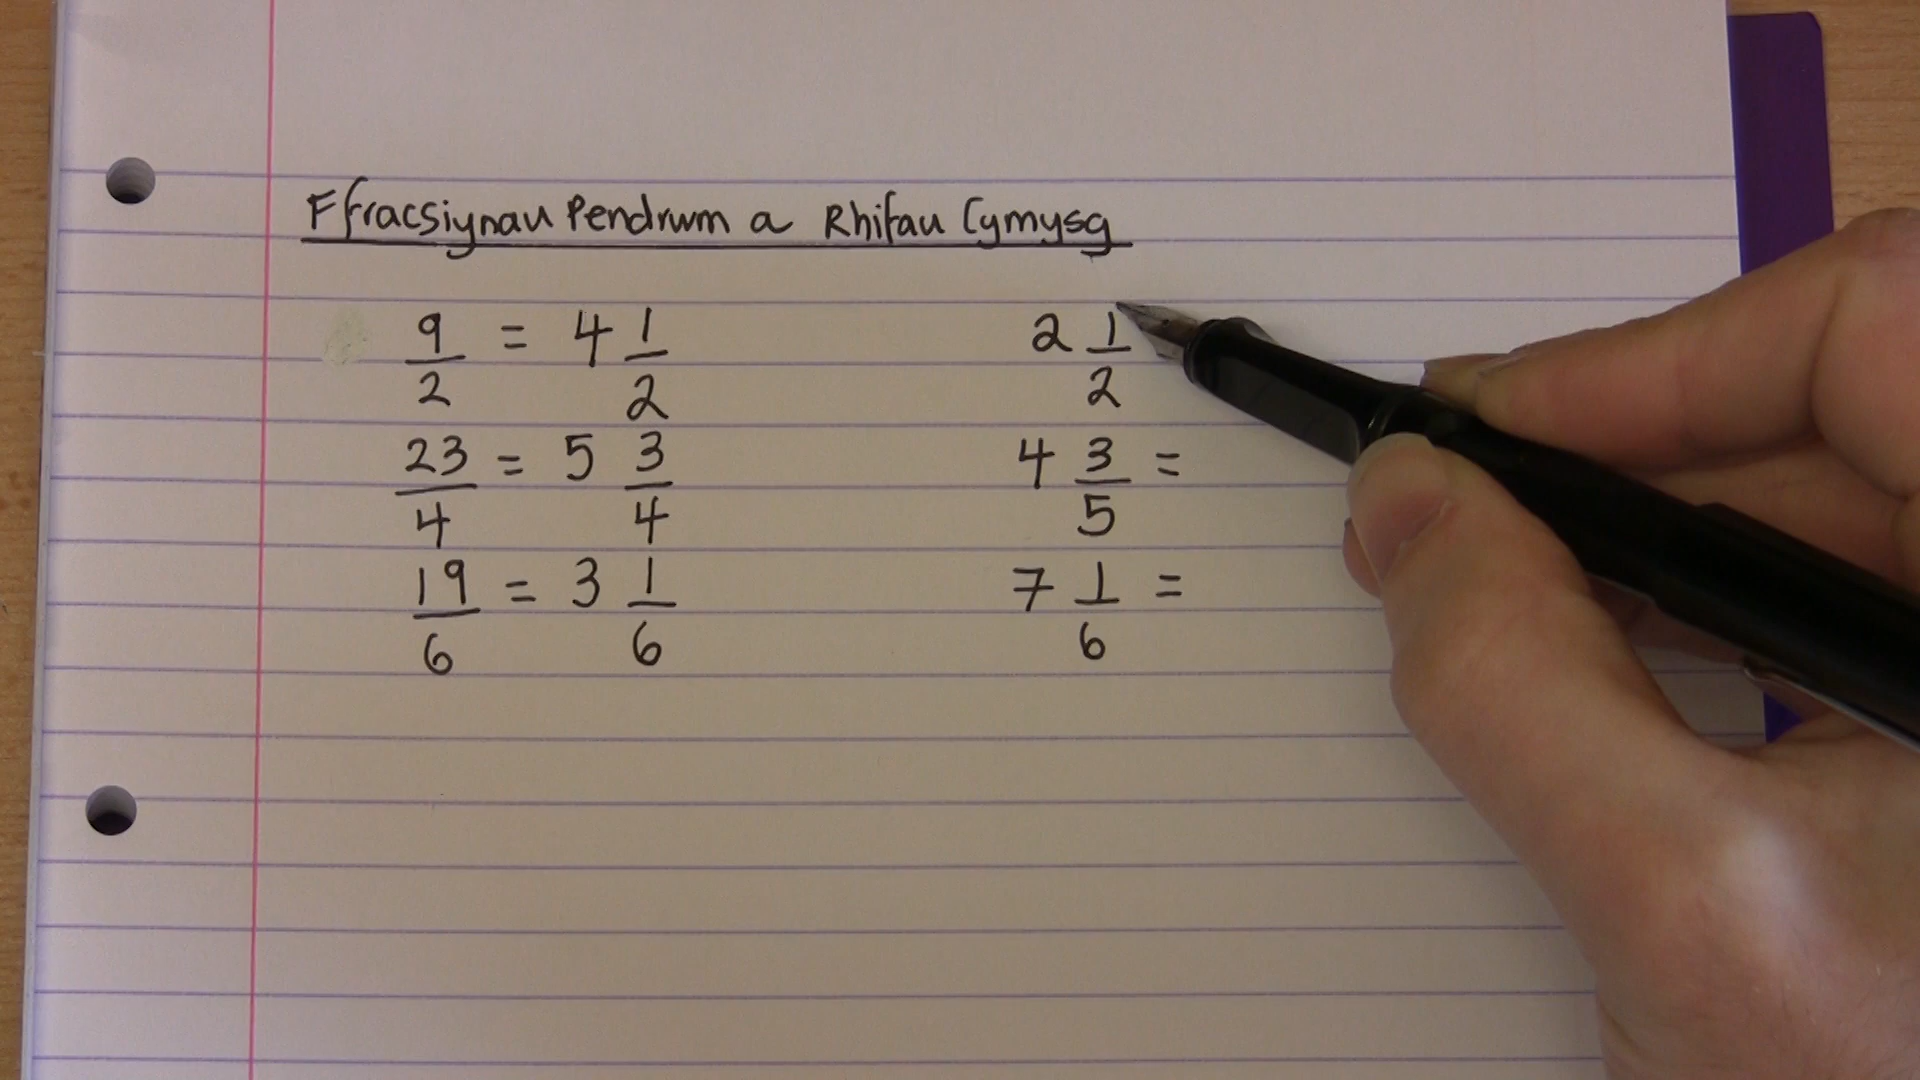 Ffracsiynau Pendrwm a Rhifau Cymysg
9/2 = 4 1/2
23/4 = 5 3/4
19/6 = 3 1/6
2 1/2
4 3/5 =
7 1/6 =